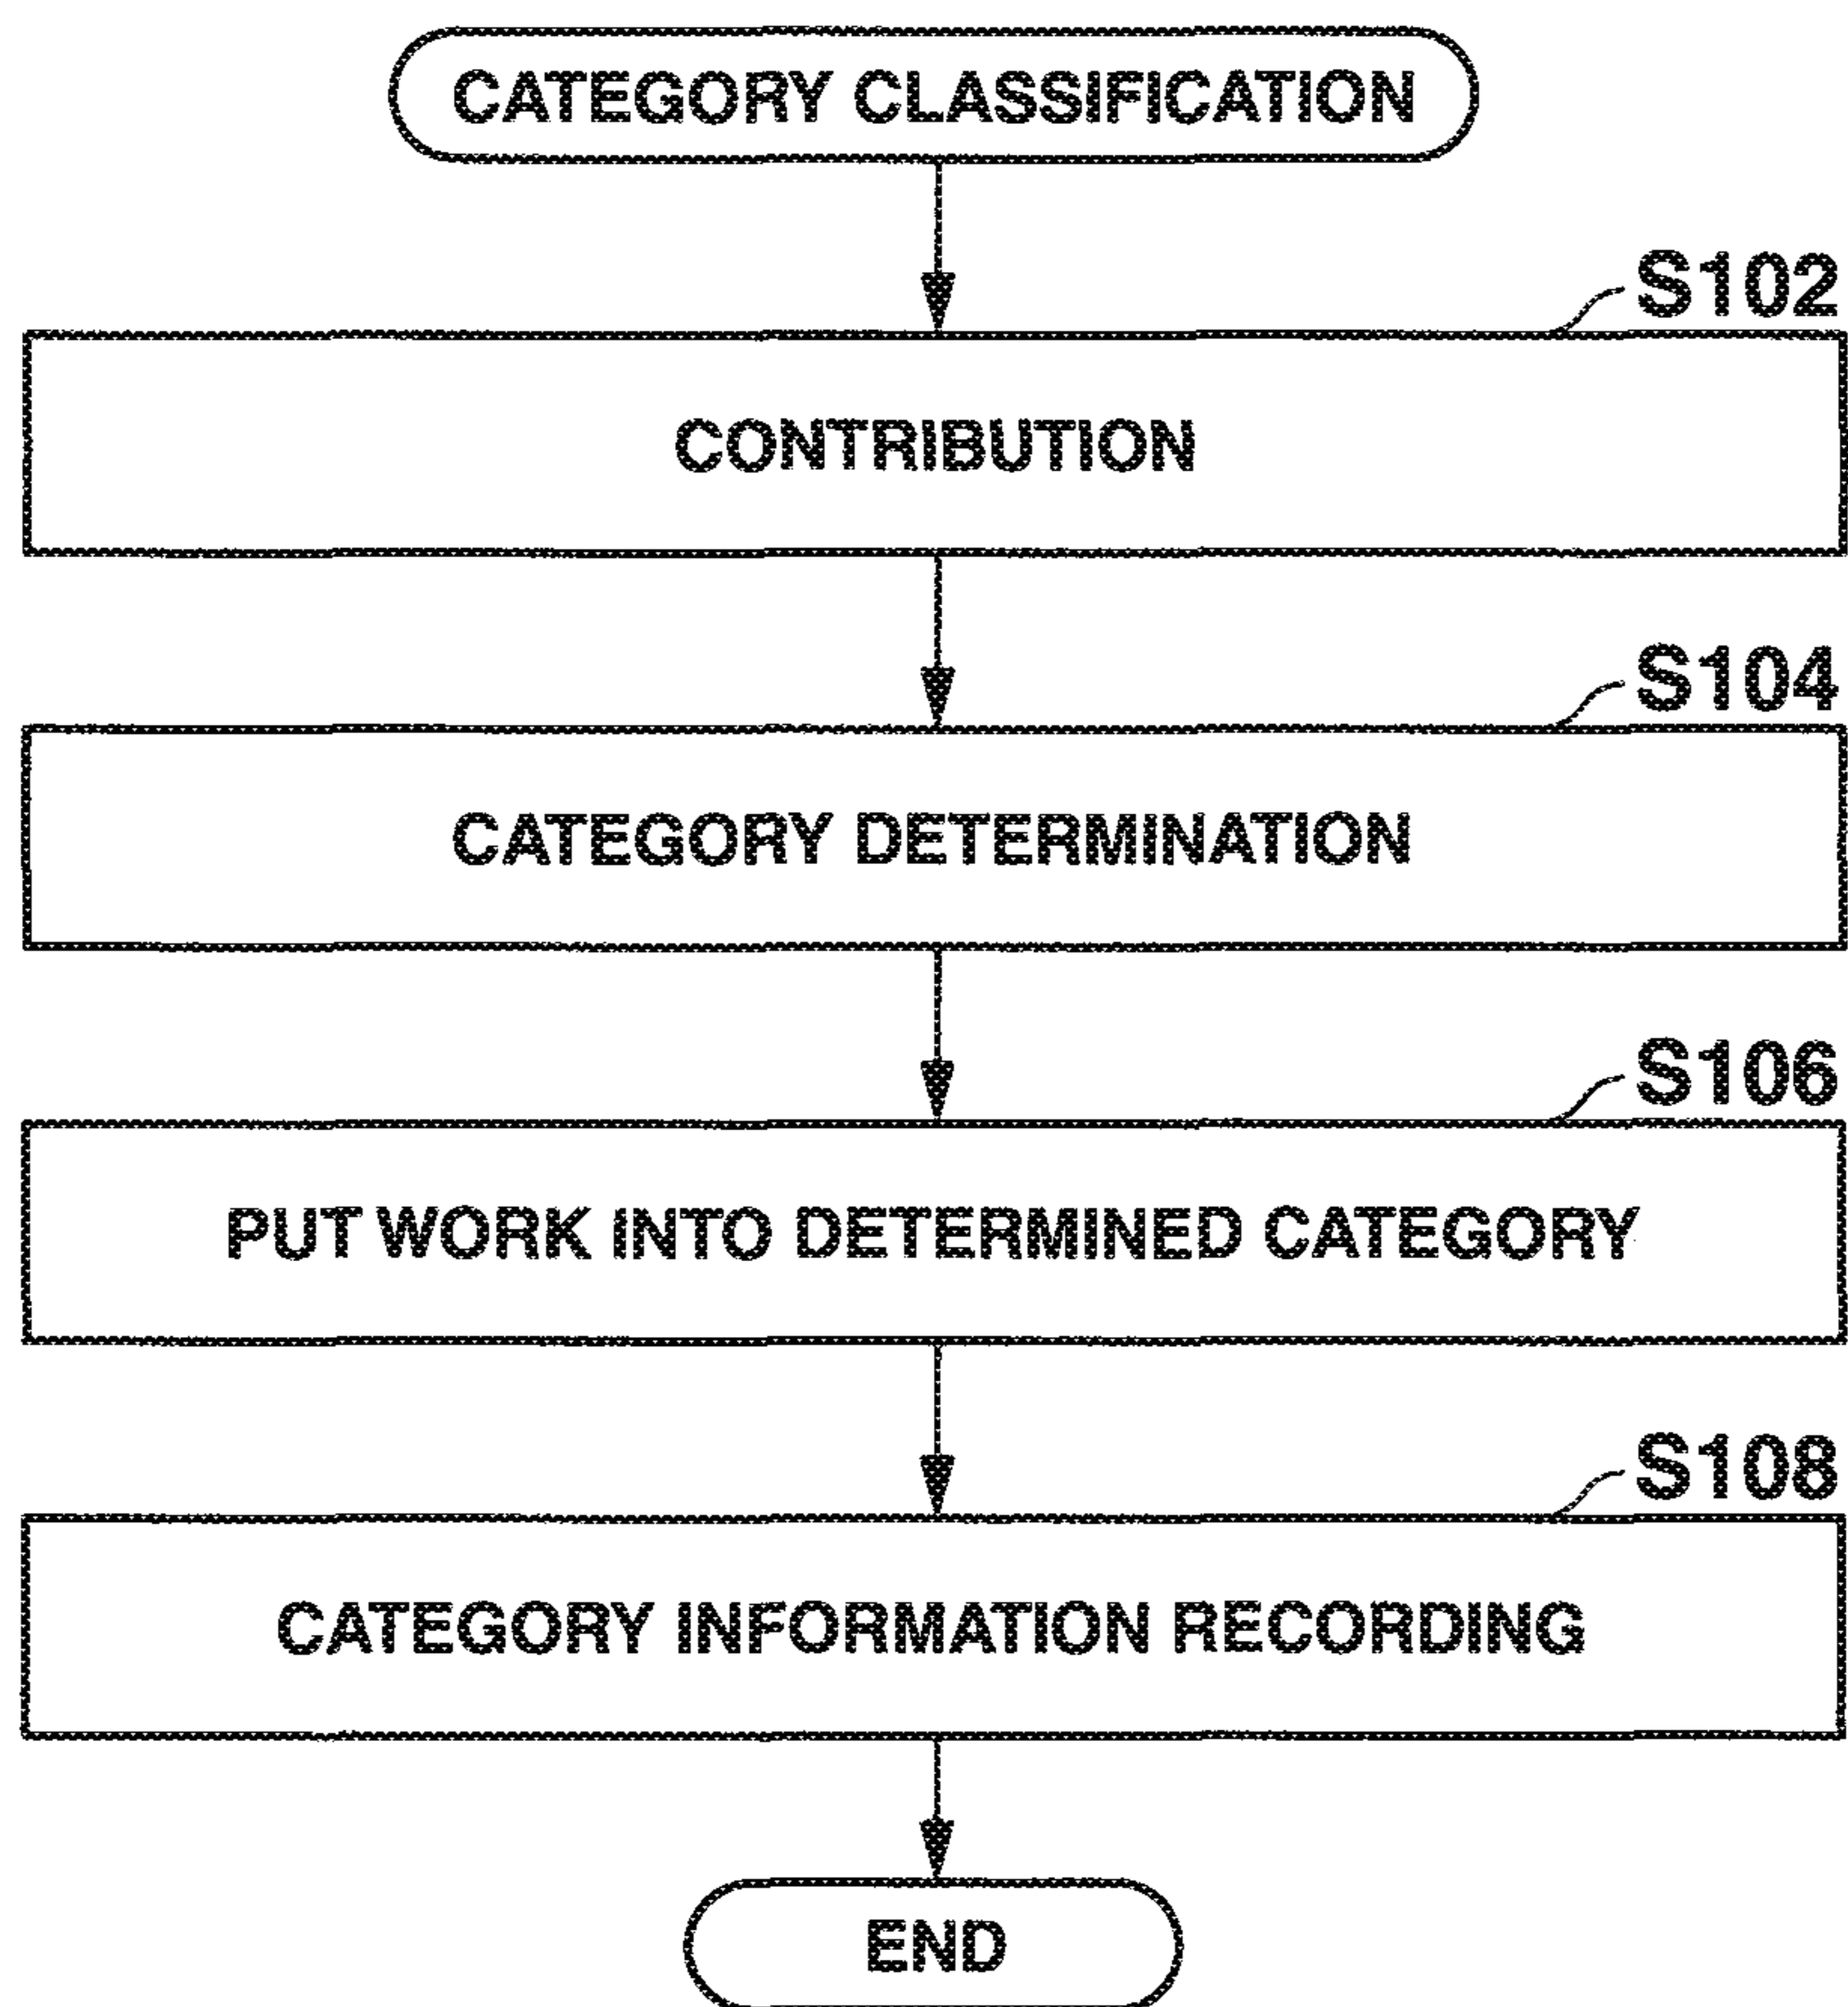 CATEGORY CLASSIFICATION
S102
CONTRIBUTION
S104
CATEGORY DETERMINATION
S106
PUT WORK INTO DETERMINED CATEGORY
S108
CATEGORY INFORMATION RECORDING
END